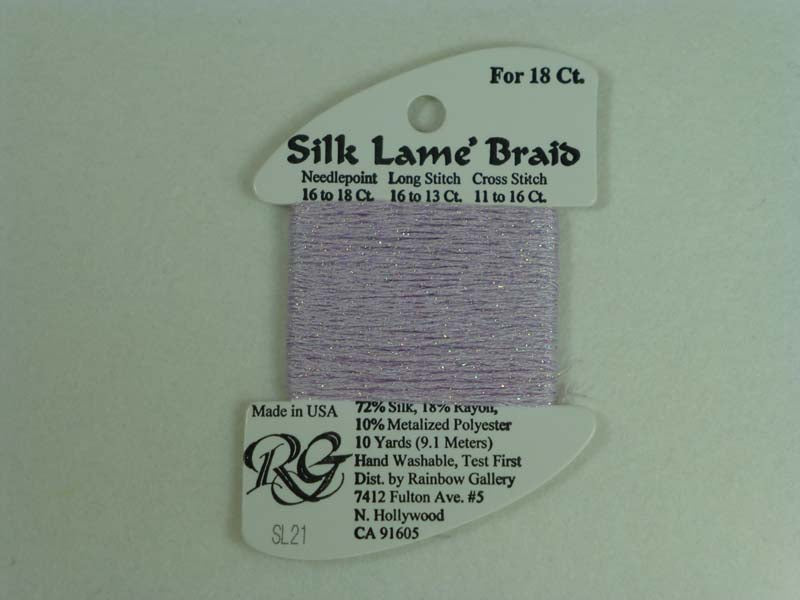 For 18 Ct.
Silk Lame' Braid
Needlepoint Long Stitch Cross Stitch
16 to 18 Ct. 16 to 13 Ct. 11 to 16 Ct.
Made in USA
72% Silk, 18% Rayon,
10% Metalized Polyester
10 Yards (9.1 Meters)
Hand Washable, Test First
Dist. by Rainbow Gallery
7412 Fulton Ave. #5
N. Hollywood
CA 91605
RG
SL21